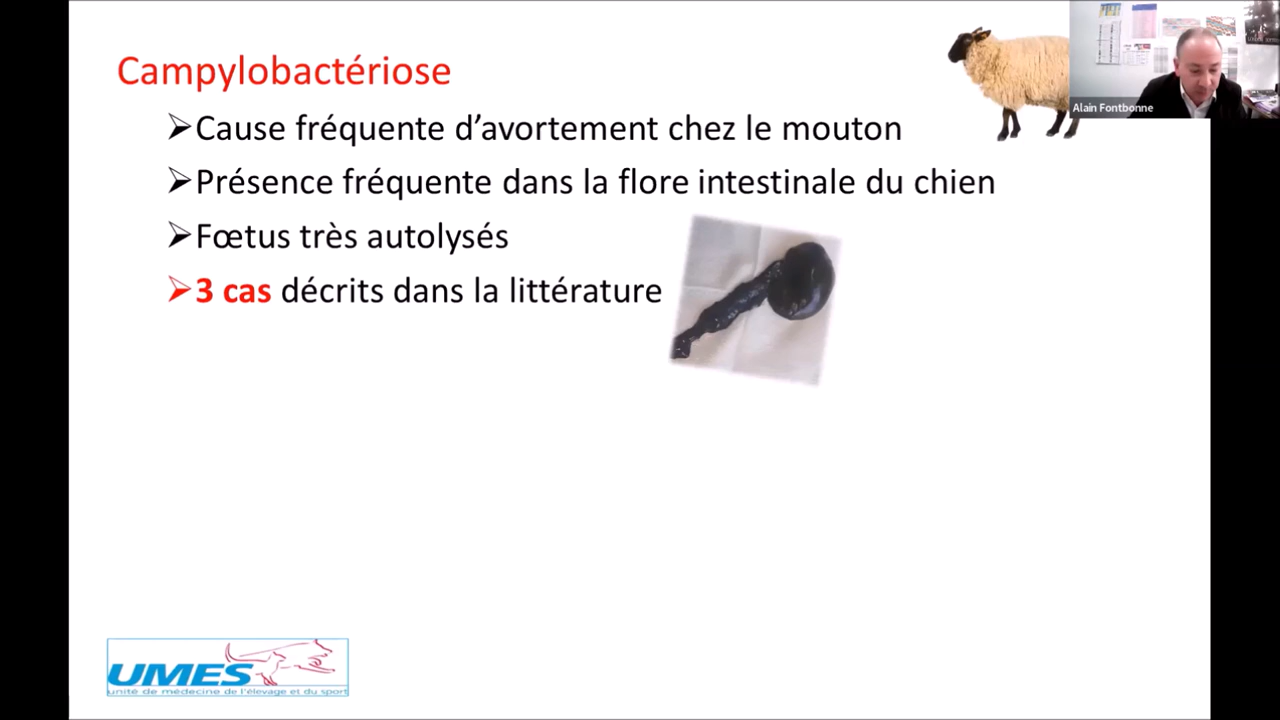 Campylobactériose
Alain Fontbonne
➢Cause fréquente d’avortement chez le mouton
➢Présence fréquente dans la flore intestinale du chien
➢Fœtus très autolysés
➢3 cas décrits dans la littérature
UMES
unité de médecine de l'élevage et du sport